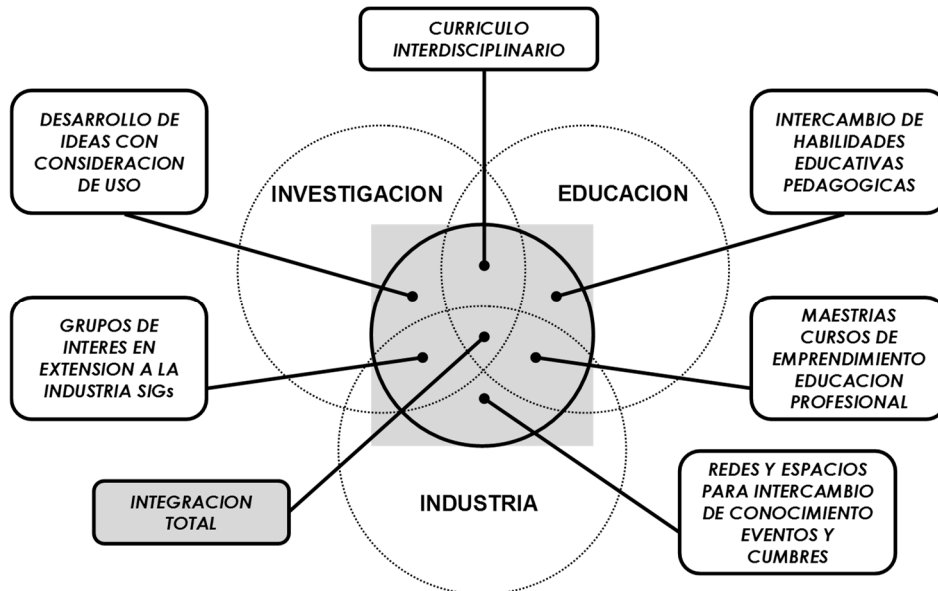 CURRICULO
INTERDISCIPLINARIO
DESARROLLO DE
IDEAS CON
CONSIDERACION
DE USO
INTERCAMBIO DE
HABILIDADES
EDUCATIVAS
PEDAGOGICAS
INVESTIGACION
EDUCACION
GRUPOS DE
INTERES EN
EXTENSION A LA
INDUSTRIA SIGs
MAESTRIAS
CURSOS DE
EMPRENDIMIENTO
EDUCACION
PROFESIONAL
INTEGRACION
TOTAL
INDUSTRIA
REDES Y ESPACIOS
PARA INTERCAMBIO
DE CONOCIMIENTO
EVENTOS Y
CUMBRES